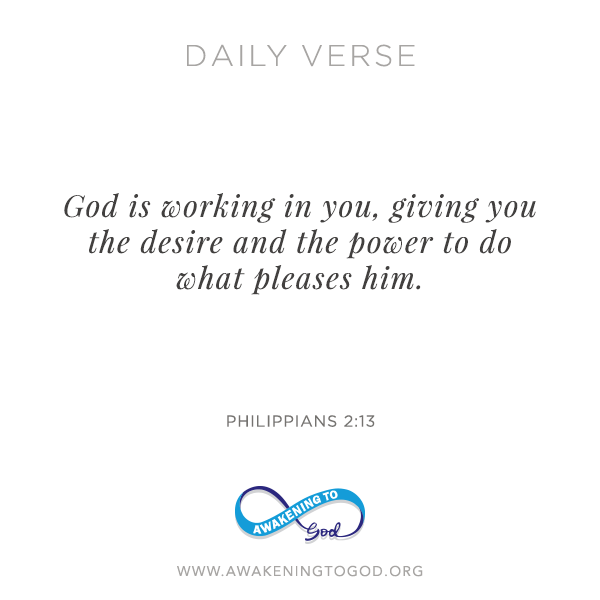 DAILY VERSE
God is working in you, giving you
the desire and the power to do
what pleases him.
PHILIPPIANS 2:13
AWAKENING TO
God
WWW.AWAKENINGTOGOD.ORG